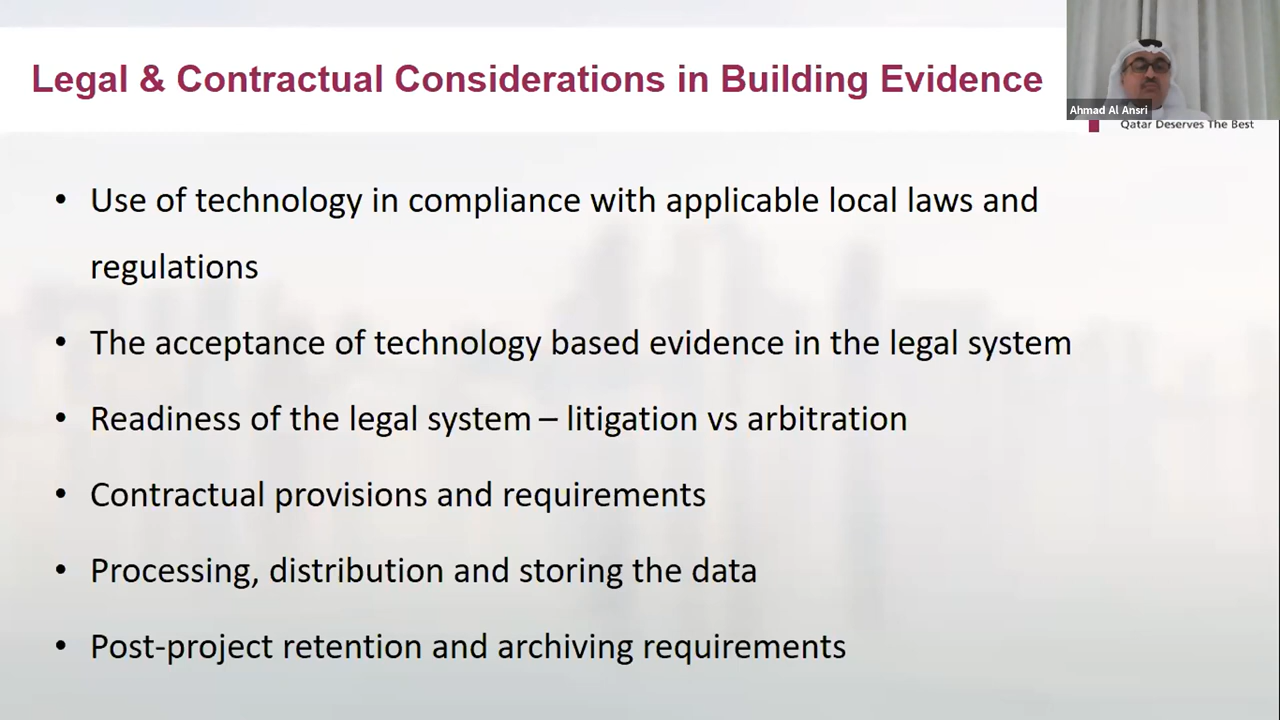 Legal & Contractual Considerations in Building Evidence
Ahmad Al Ansri
Qatar Deserves The Best
• Use of technology in compliance with applicable local laws and
regulations
• The acceptance of technology based evidence in the legal system
• Readiness of the legal system – litigation vs arbitration
• Contractual provisions and requirements
• Processing, distribution and storing the data
• Post-project retention and archiving requirements